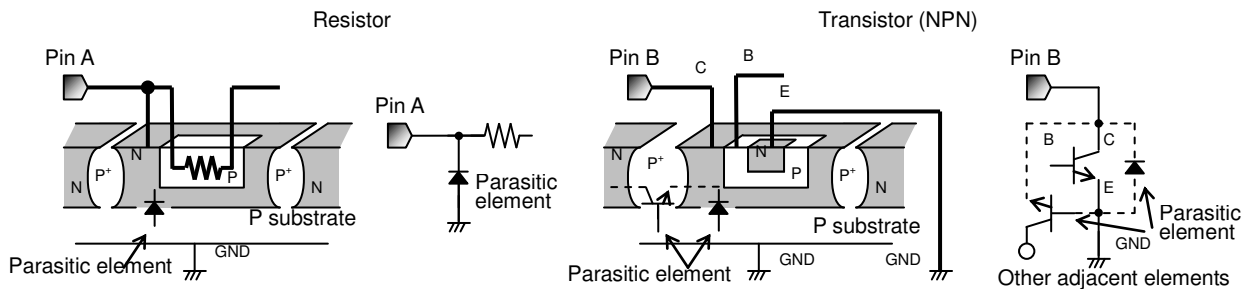 Resistor
Transistor (NPN)
Pin A
Pin A
N
N
P+
P
P+
N
Parasitic element
P substrate
GND
Parasitic element
Pin B
C
B
E
N
P+
N
P
P+
N
P substrate
GND
GND
Parasitic element
Pin B
B
C
E
Parasitic element
GND
Other adjacent elements